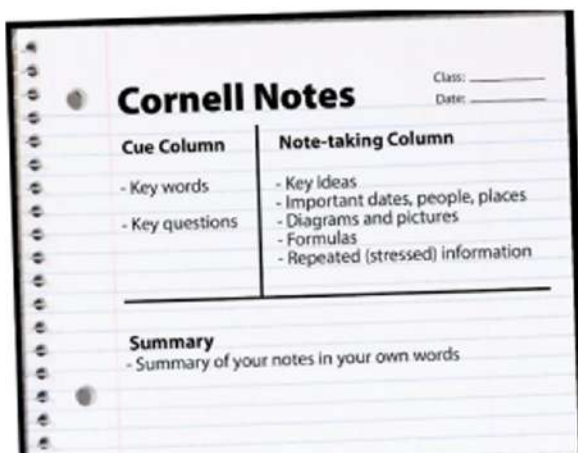 Class:
Cornell Notes
Date:
Cue Column
Note-taking Column
- Key words
- Key questions
- Key Ideas
- Important dates, people, places
- Diagrams and pictures
- Formulas
- Repeated (stressed) information
Summary
- Summary of your notes in your own words